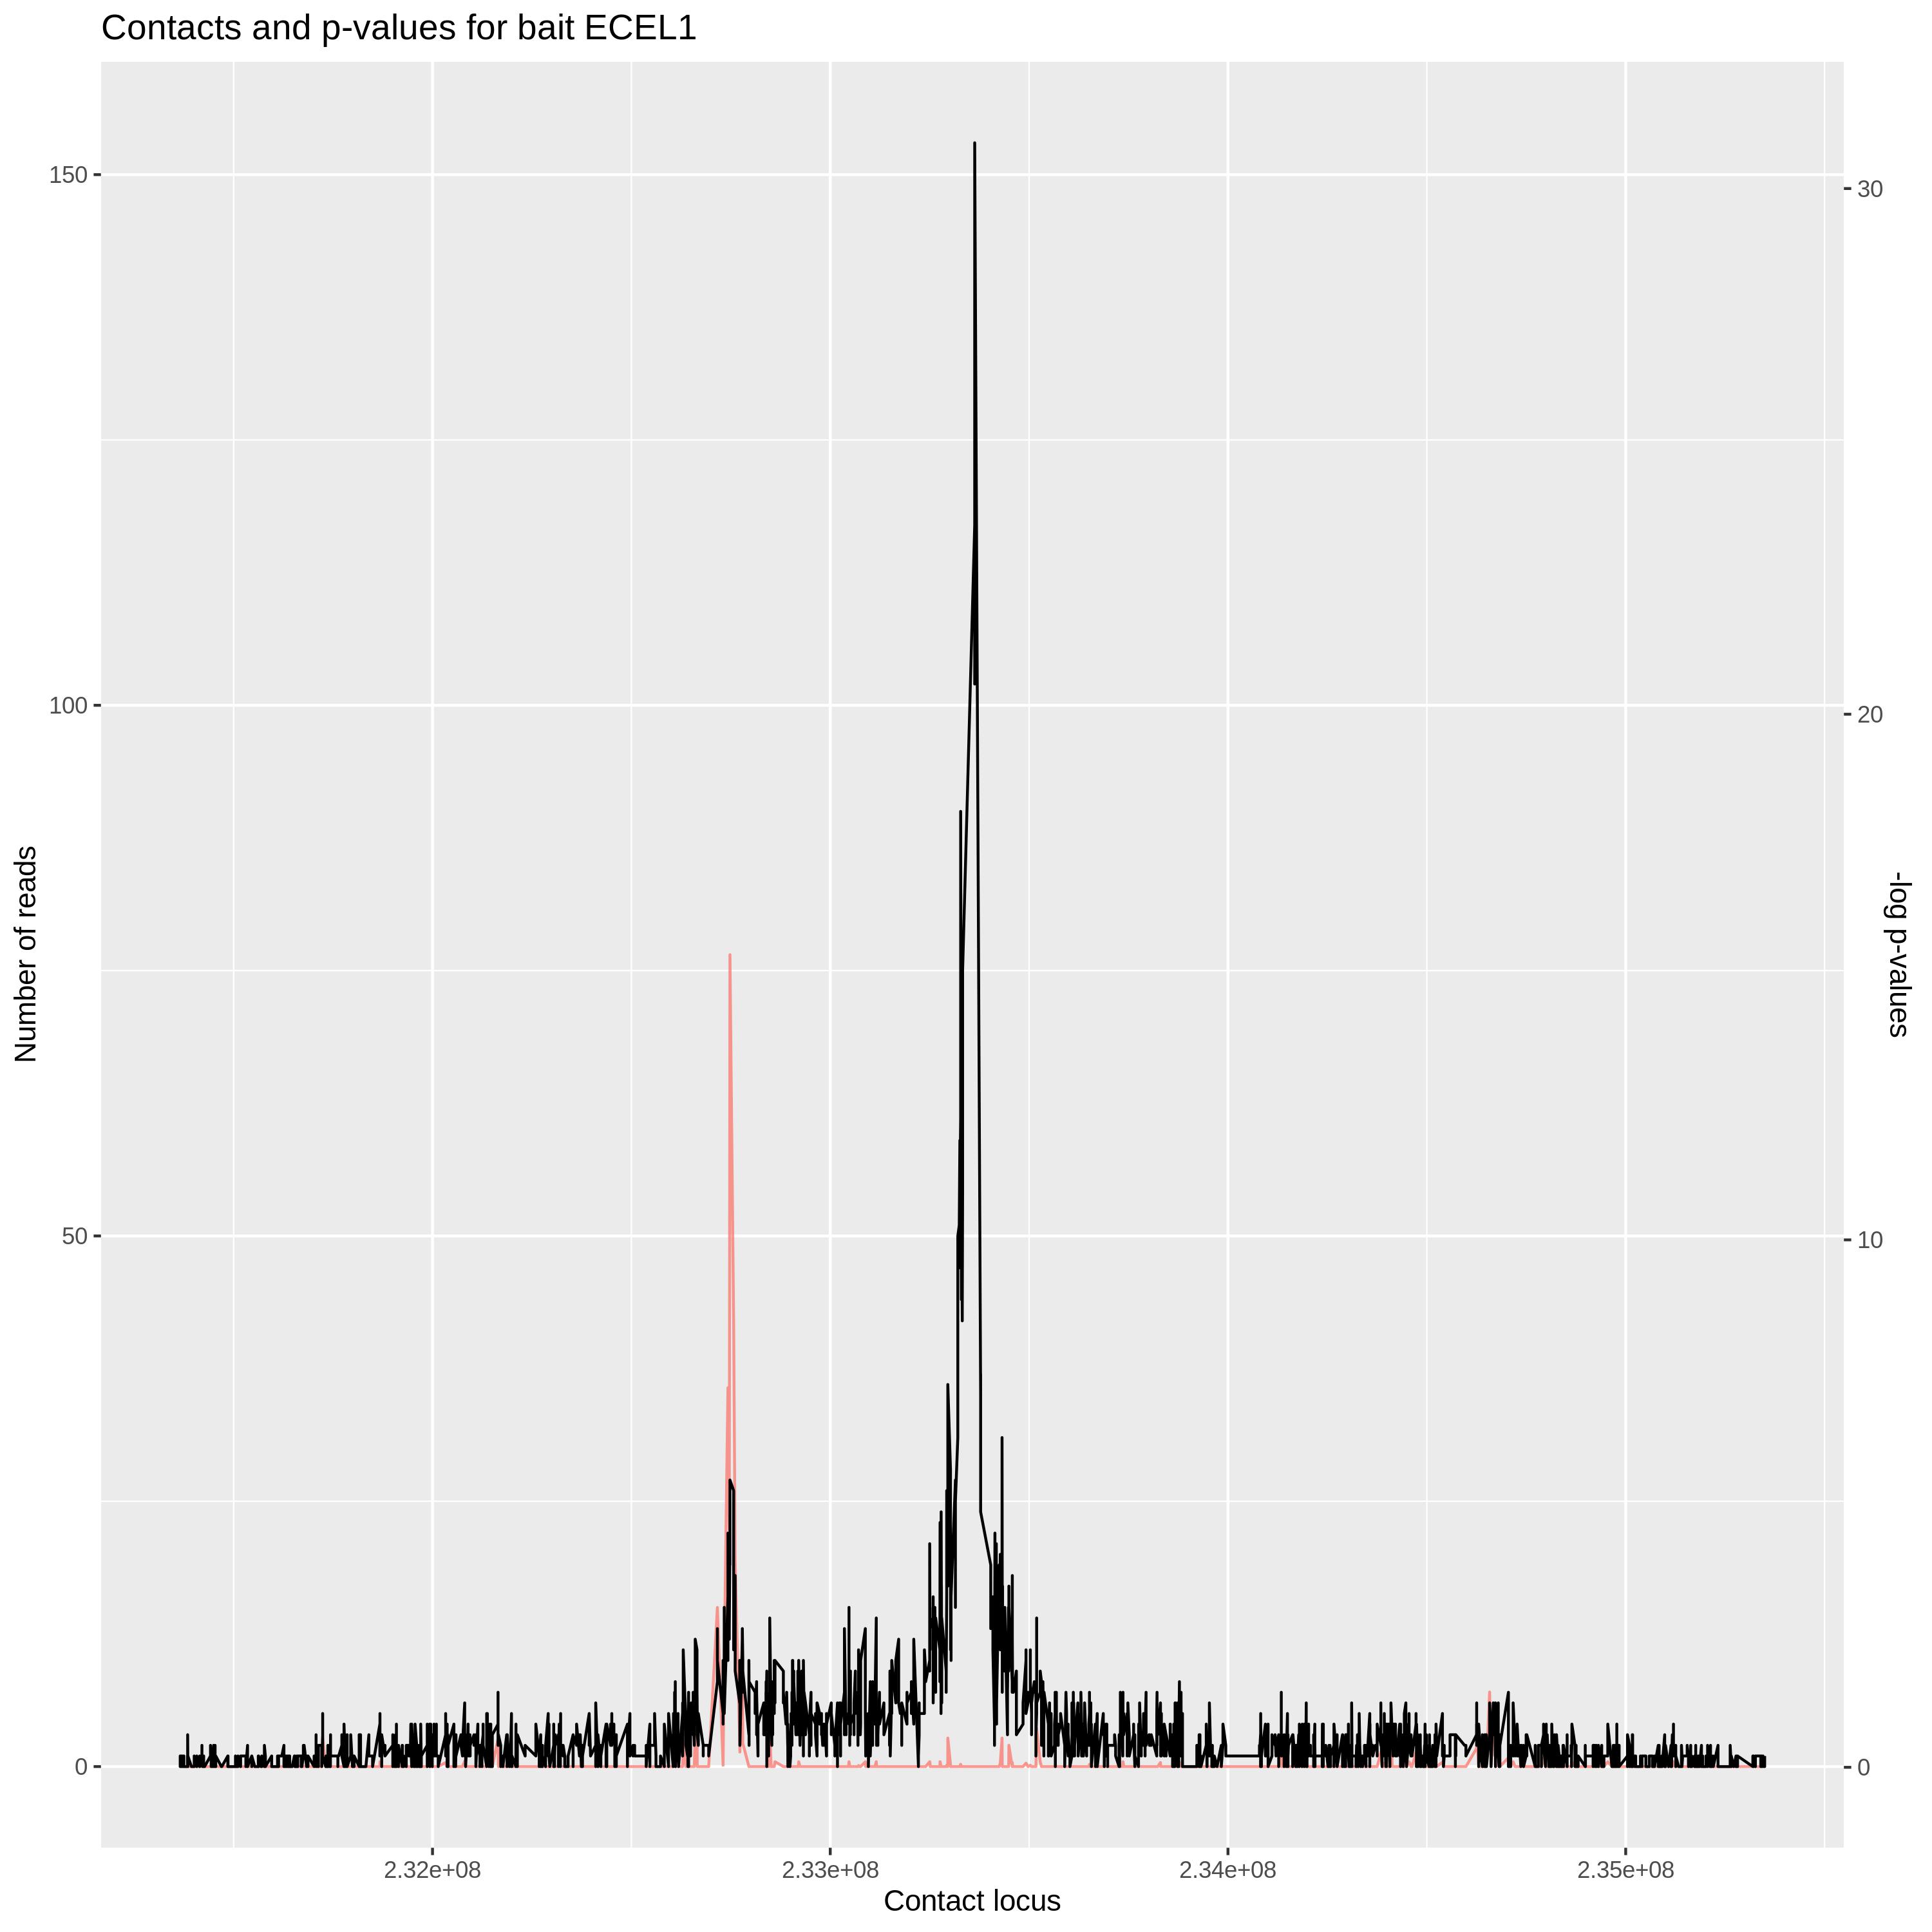 Contacts and p-values for bait ECEL1
150
100
50
0
Number of reads
30
20
10
0
-log p-values
2.32e+08 2.33e+08 2.34e+08 2.35e+08
Contact locus